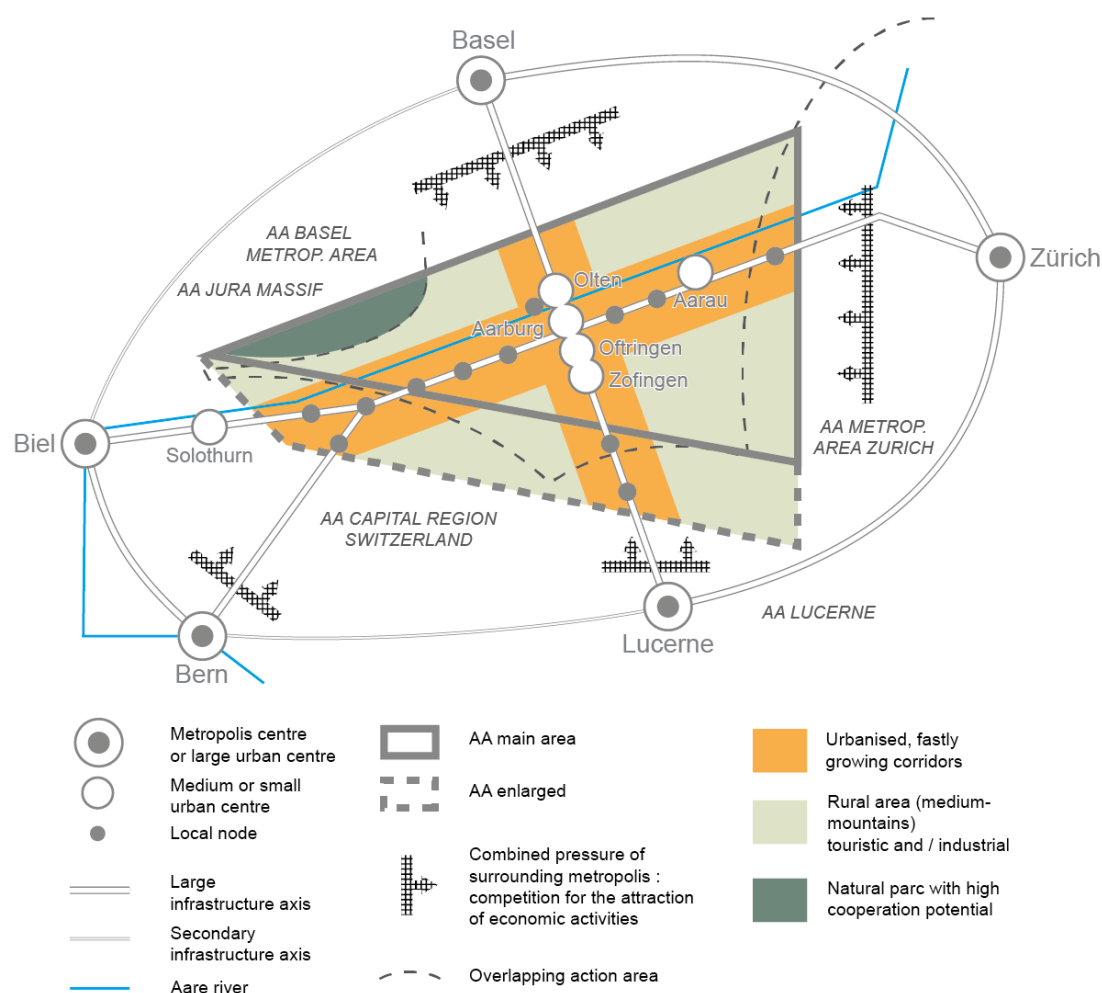 Basel
AA BASEL
METROP. AREA
AA JURA MASSIF
Zürich
Olten
Aarau
Aarburg
Oftringen
Zofingen
AA METROP.
AREA ZURICH
Biel
Solothurn
AA CAPITAL REGION
SWITZERLAND
AA LUCERNE
Lucerne
Bern
Metropolis centre
or large urban centre
Medium or small
urban centre
Local node
Large
infrastructure axis
Secondary
infrastructure axis
Aare river
AA main area
AA enlarged
Combined pressure of
surrounding metropolis :
competition for the attraction
of economic activities
Overlapping action area
Urbanised, fastly
growing corridors
Rural area (medium-
mountains)
touristic and / industrial
Natural parc with high
cooperation potential